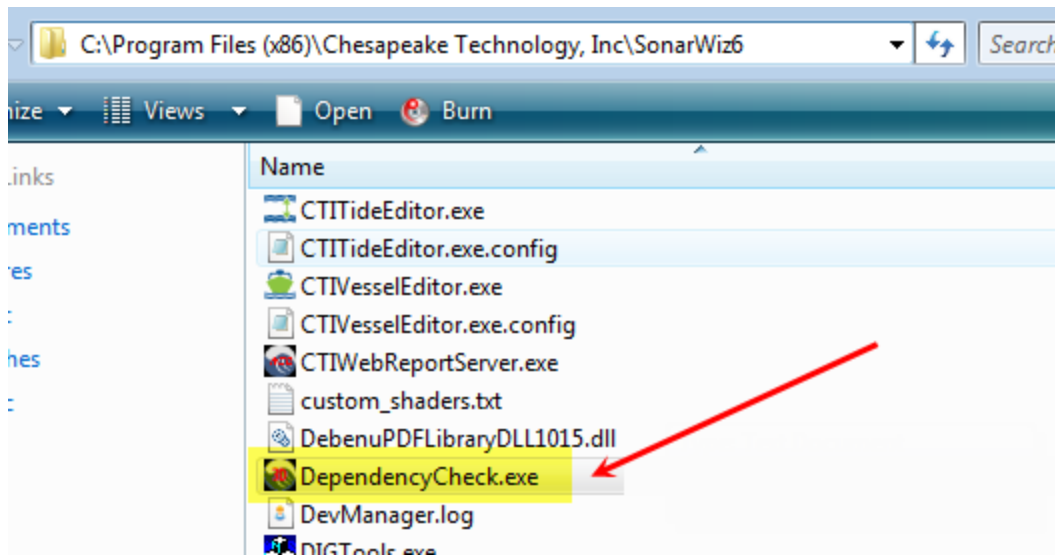 C:\Program Files (x86)\Chesapeake Technology, Inc\SonarWiz6
Search
nize Views Open Burn
Links
Name
ments
res
hes
CTITideEditor.exe
CTITideEditor.exe.config
CTIVesselEditor.exe
CTIVesselEditor.exe.config
CTIWebReportServer.exe
custom_shaders.txt
DebenuPDFLibraryDLL1015.dll
DependencyCheck.exe
DevManager.log
DIGTools.exe